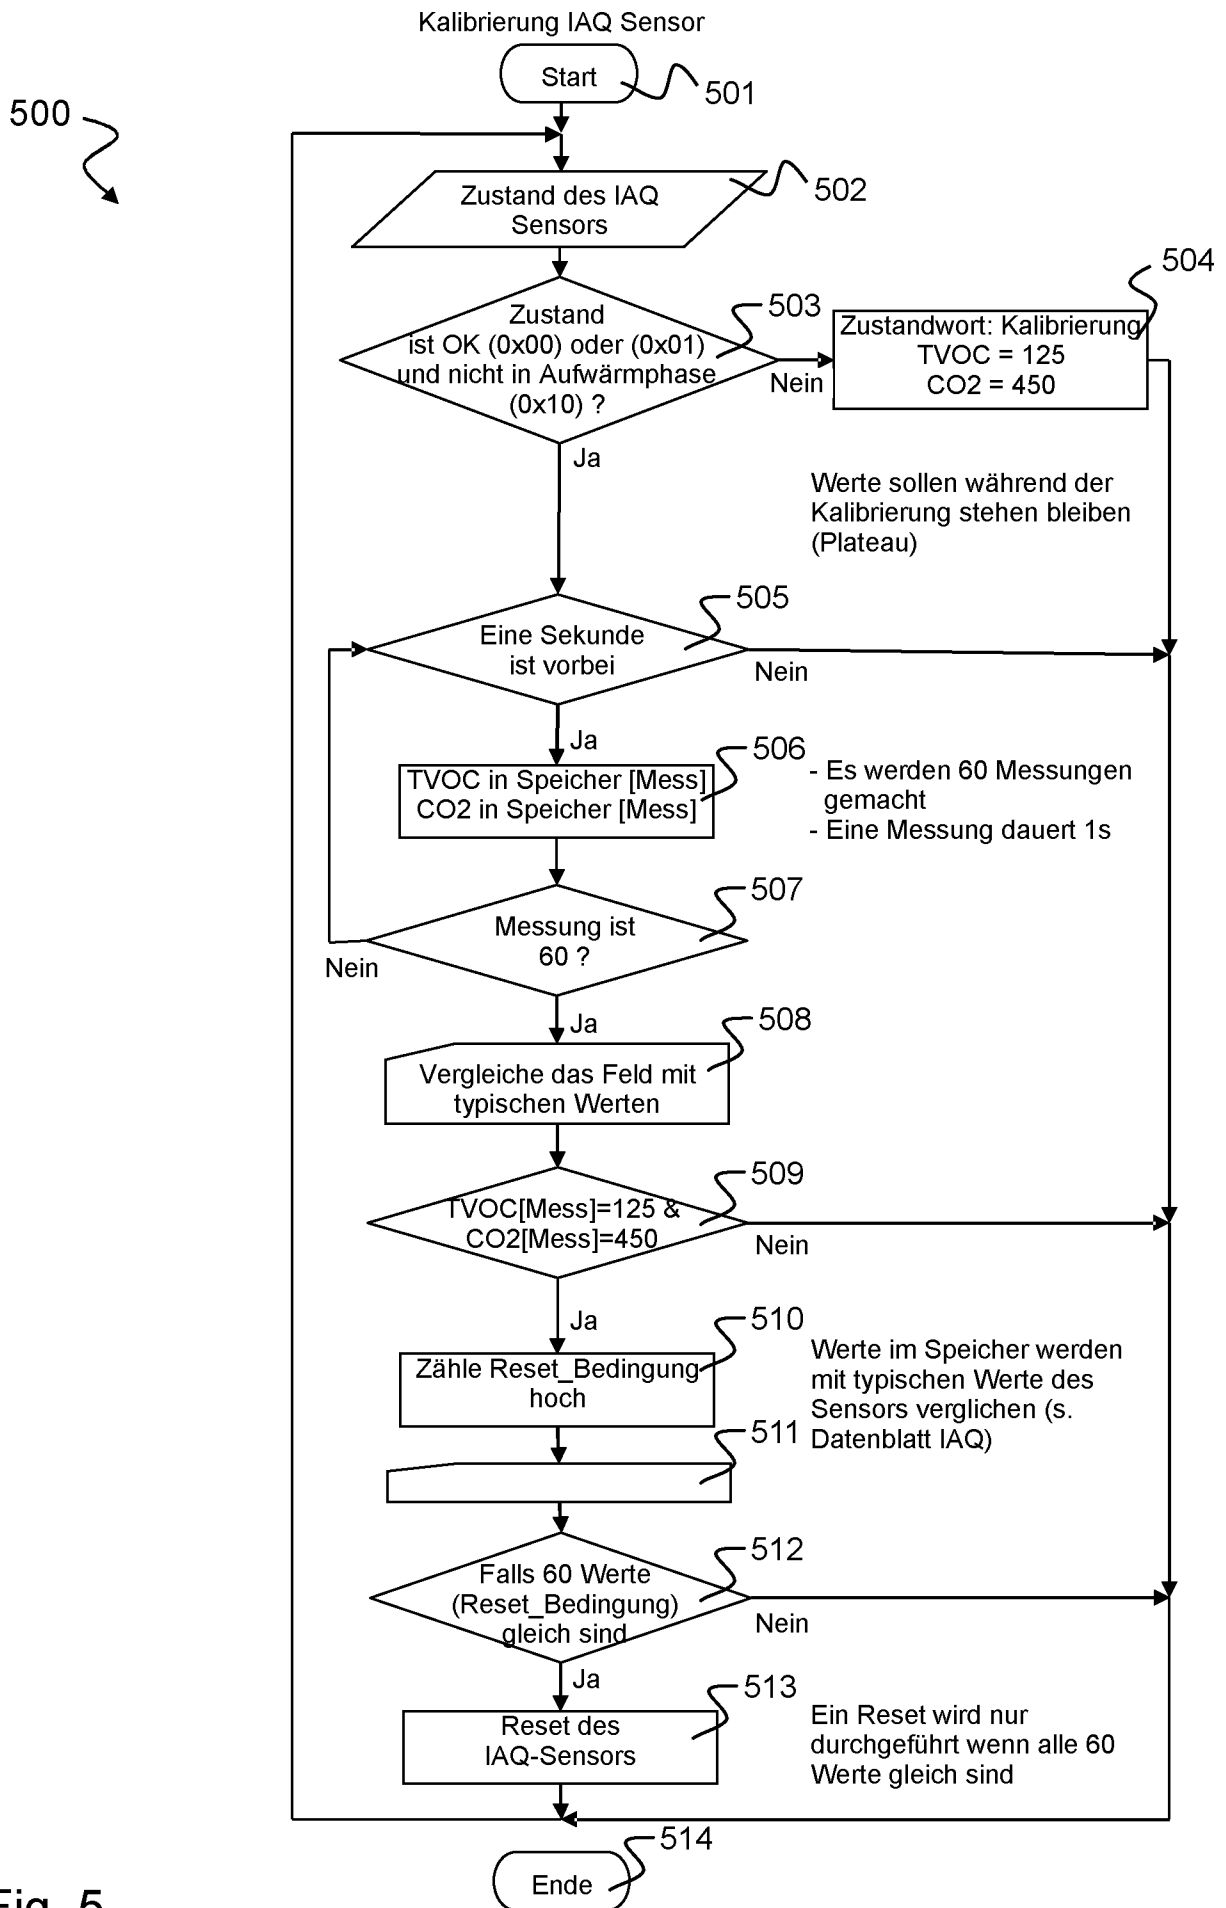 Kalibrierung IAQ Sensor
Start
501
500
Zustand des IAQ
Sensors
502
Zustand
ist OK (0x00) oder (0x01)
und nicht in Aufwärmphase
(0x10) ?
503
Nein
504
Zustandwort: Kalibrierung
TVOC = 125
CO2 = 450
Ja
Werte sollen während der
Kalibrierung stehen bleiben
(Plateau)
505
Eine Sekunde
ist vorbei
Nein
Ja
506
TVOC in Speicher [Mess]
CO2 in Speicher [Mess]
- Es werden 60 Messungen
gemacht
- Eine Messung dauert 1s
507
Messung ist
60 ?
Nein
Ja
508
Vergleiche das Feld mit
typischen Werten
509
TVOC[Mess]=125 &
CO2[Mess]=450
Nein
Ja
510
Zähle Reset_Bedingung
hoch
Werte im Speicher werden
mit typischen Werte des
Sensors verglichen (s.
Datenblatt IAQ)
511
512
Falls 60 Werte
(Reset_Bedingung)
gleich sind
Nein
Ja
513
Reset des
IAQ-Sensors
Ein Reset wird nur
durchgeführt wenn alle 60
Werte gleich sind
514
Ende
Fig. 5